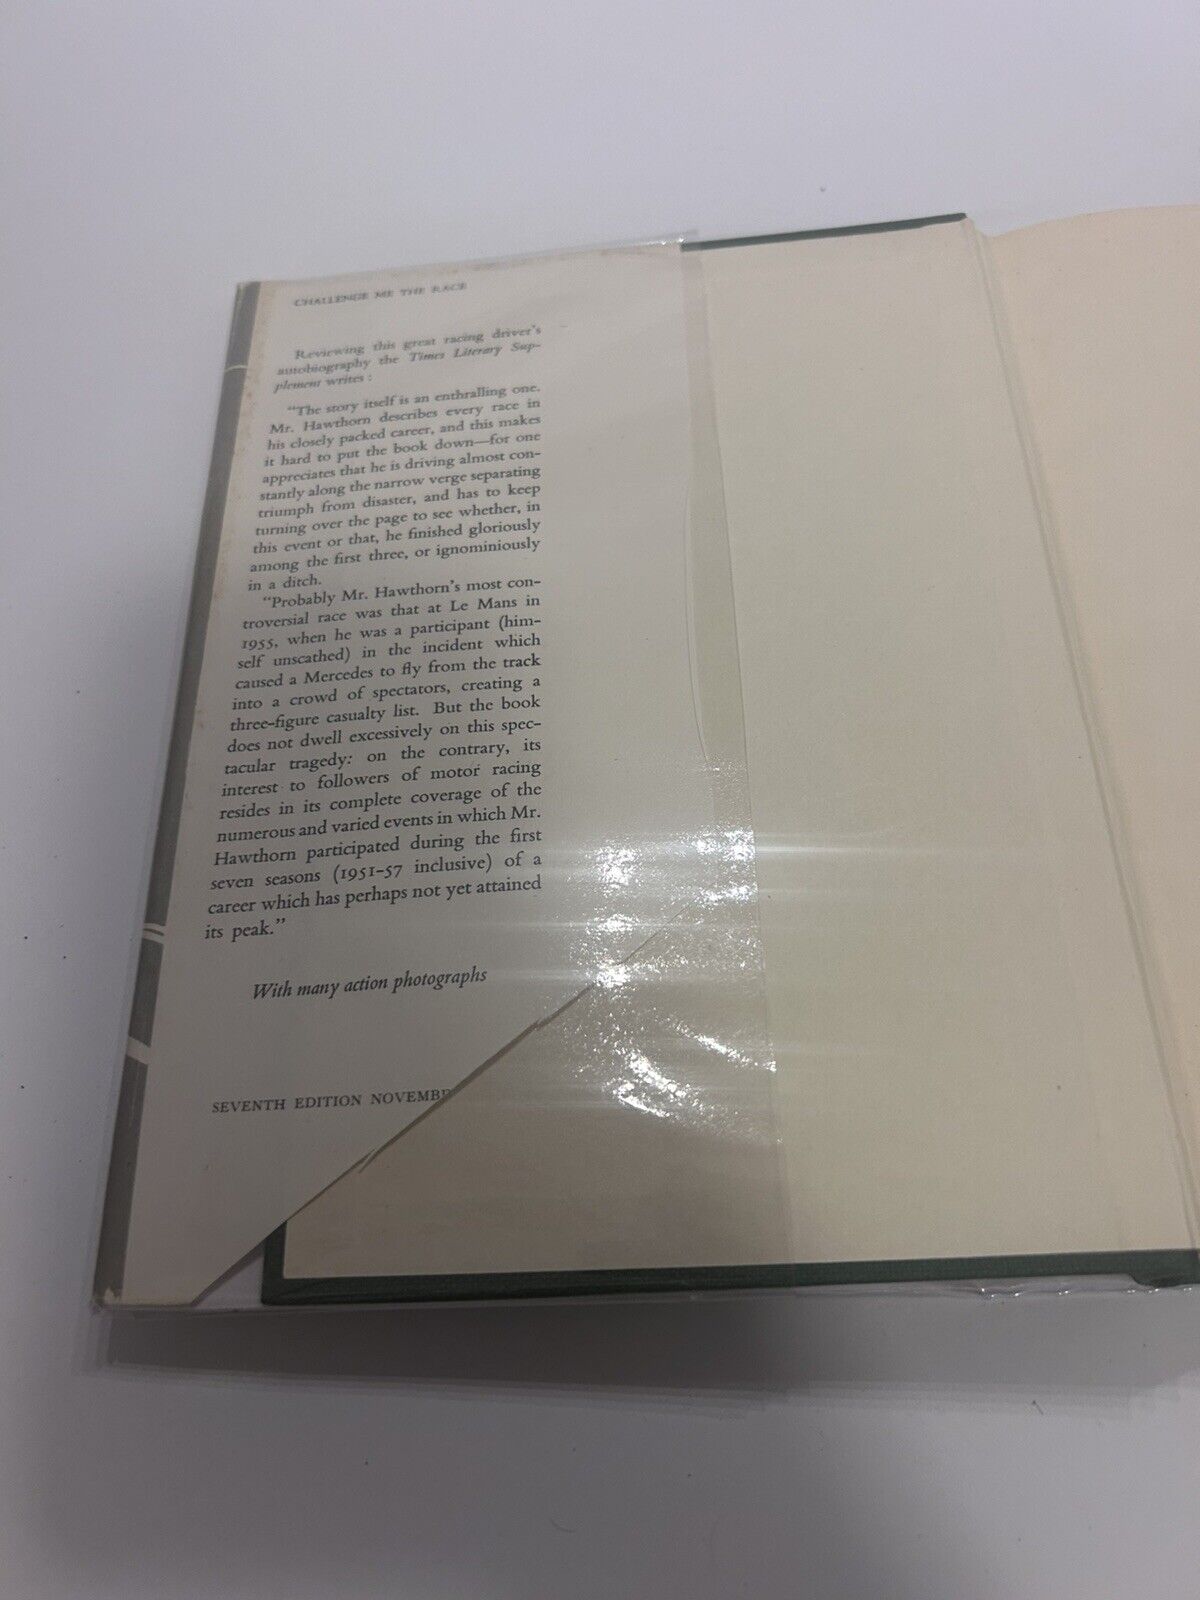 CHALLENGE ME THE RACE
Reviewing this great racing driver's
autobiography the Times Literary Sup-
plement writes :
"The story itself is an enthralling one.
Mr. Hawthorn describes every race in
his closely packed career, and this makes
it hard to put the book down—for one
appreciates that he is driving almost con-
stantly along the narrow verge separating
triumph from disaster, and has to keep
turning over the page to see whether, in
this event or that, he finished gloriously
among the first three, or ignominiously
in a ditch.
"Probably Mr. Hawthorn's most con-
troversial race was that at Le Mans in
1955, when he was a participant (him-
self unscathed) in the incident which
caused a Mercedes to fly from the track
into a crowd of spectators, creating a
three-figure casualty list. But the book
does not dwell excessively on this spec-
tacular tragedy: on the contrary, its
interest to followers of motor racing
resides in its complete coverage of the
numerous and varied events in which Mr.
Hawthorn participated during the first
seven seasons (1951-57 inclusive) of a
career which has perhaps not yet attained
its peak."
With many action photographs
SEVENTH EDITION NOVEMB